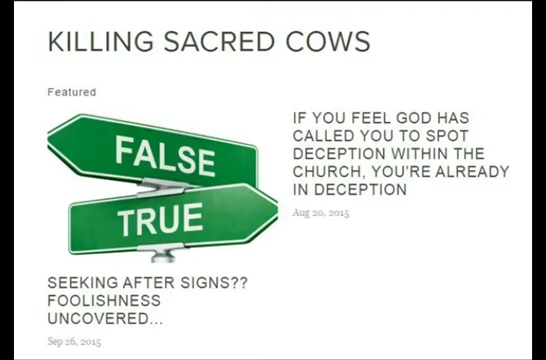 KILLING SACRED COWS
Featured
FALSE
TRUE
SEEKING AFTER SIGNS??
FOOLISHNESS
UNCOVERED...
Sep 26, 2015
IF YOU FEEL GOD HAS
CALLED YOU TO SPOT
DECEPTION WITHIN THE
CHURCH, YOU'RE ALREADY
IN DECEPTION
Aug 20, 2015